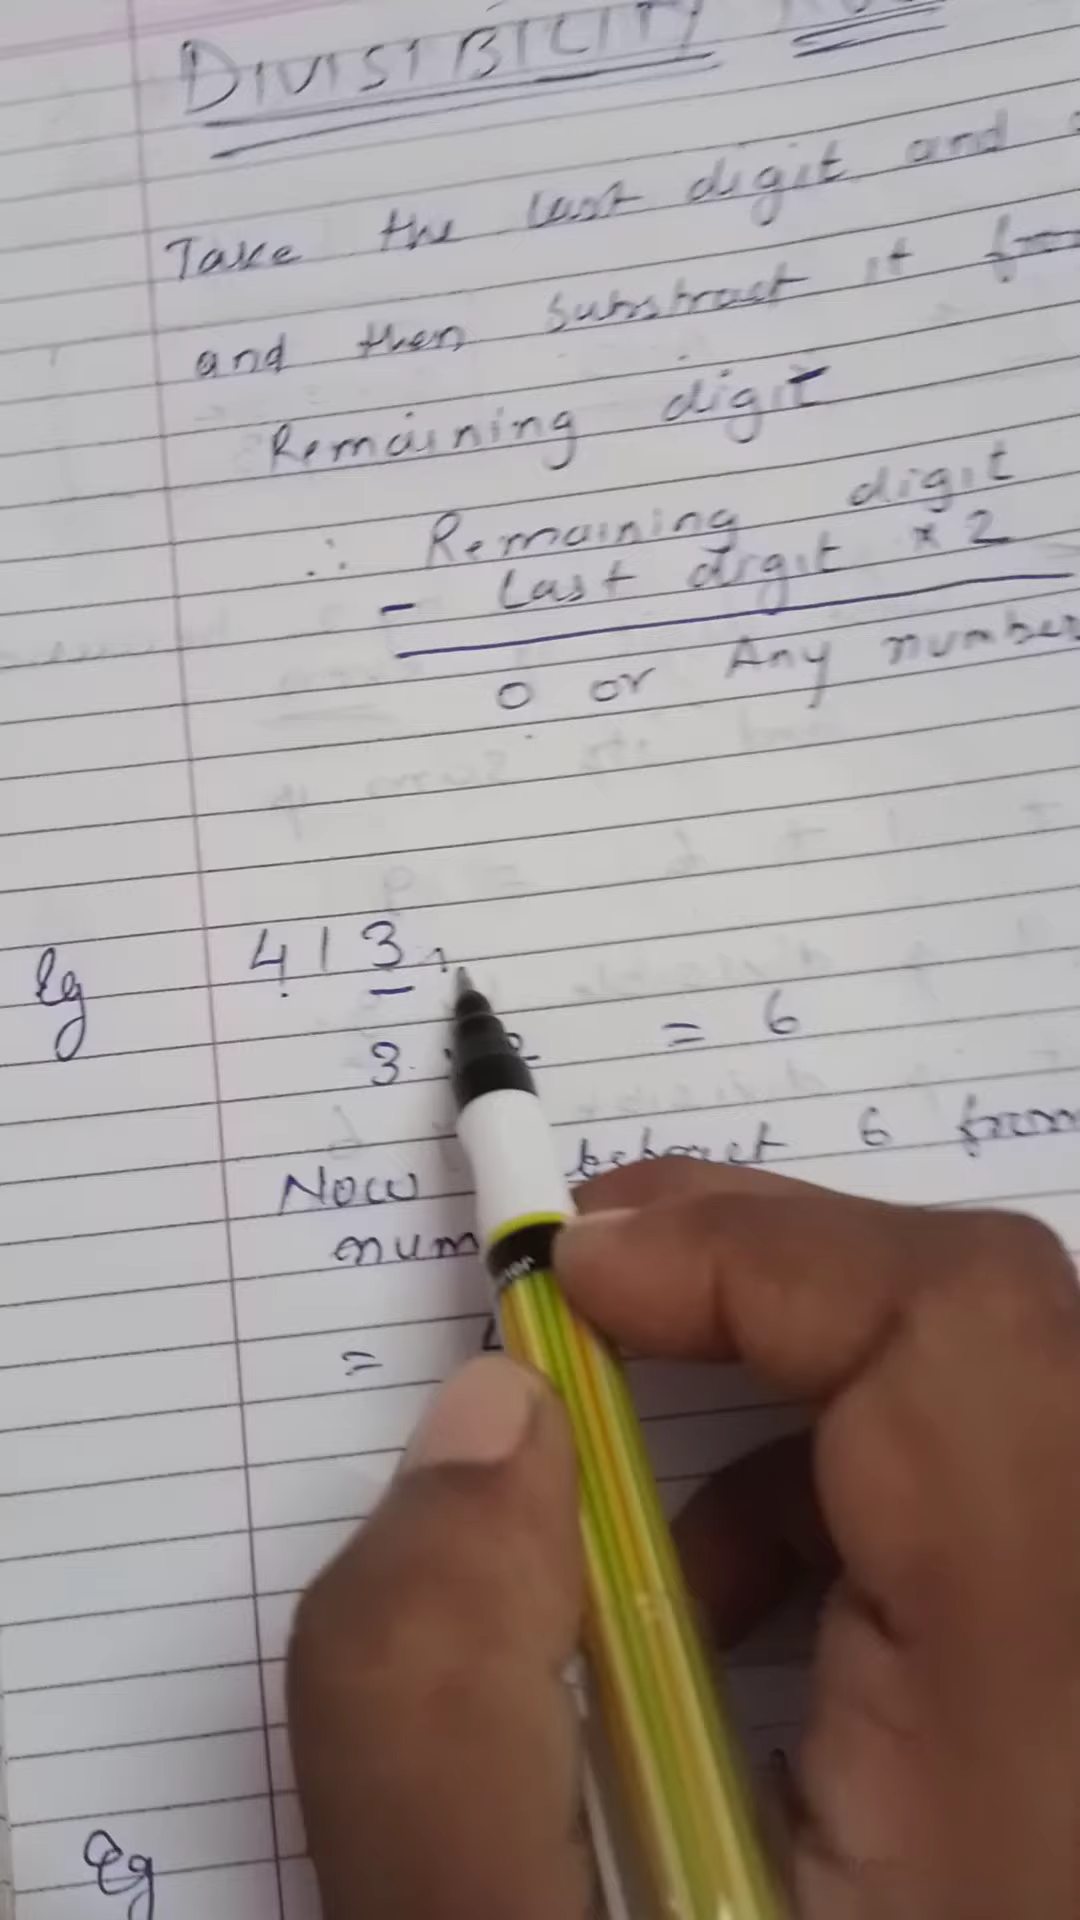 DIVISIBILITY
Take the last digit and
and then substract it from
Remaining digit
∴ Remaining digit
- Last digit × 2
0 or Any number
Eg 413
3 = 6
Now 6 from
num
=
Eg